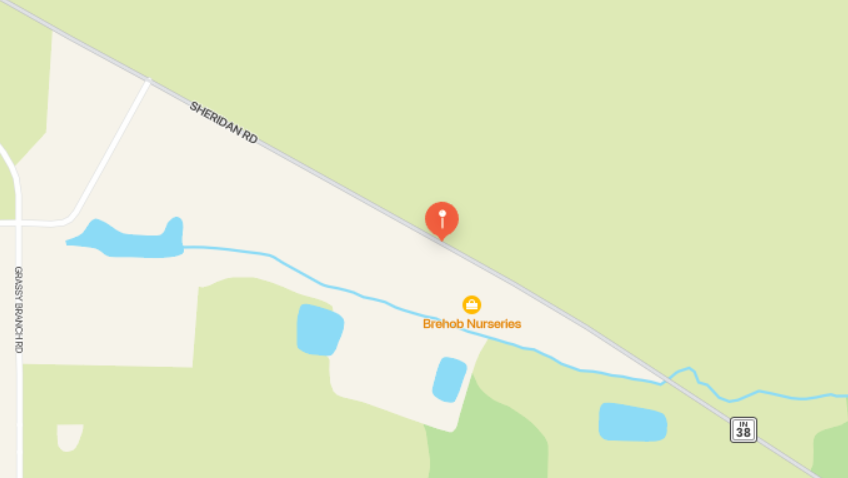 SHERIDAN RD
GRASSY BRANCH RD
Brehob Nurseries
IN
38